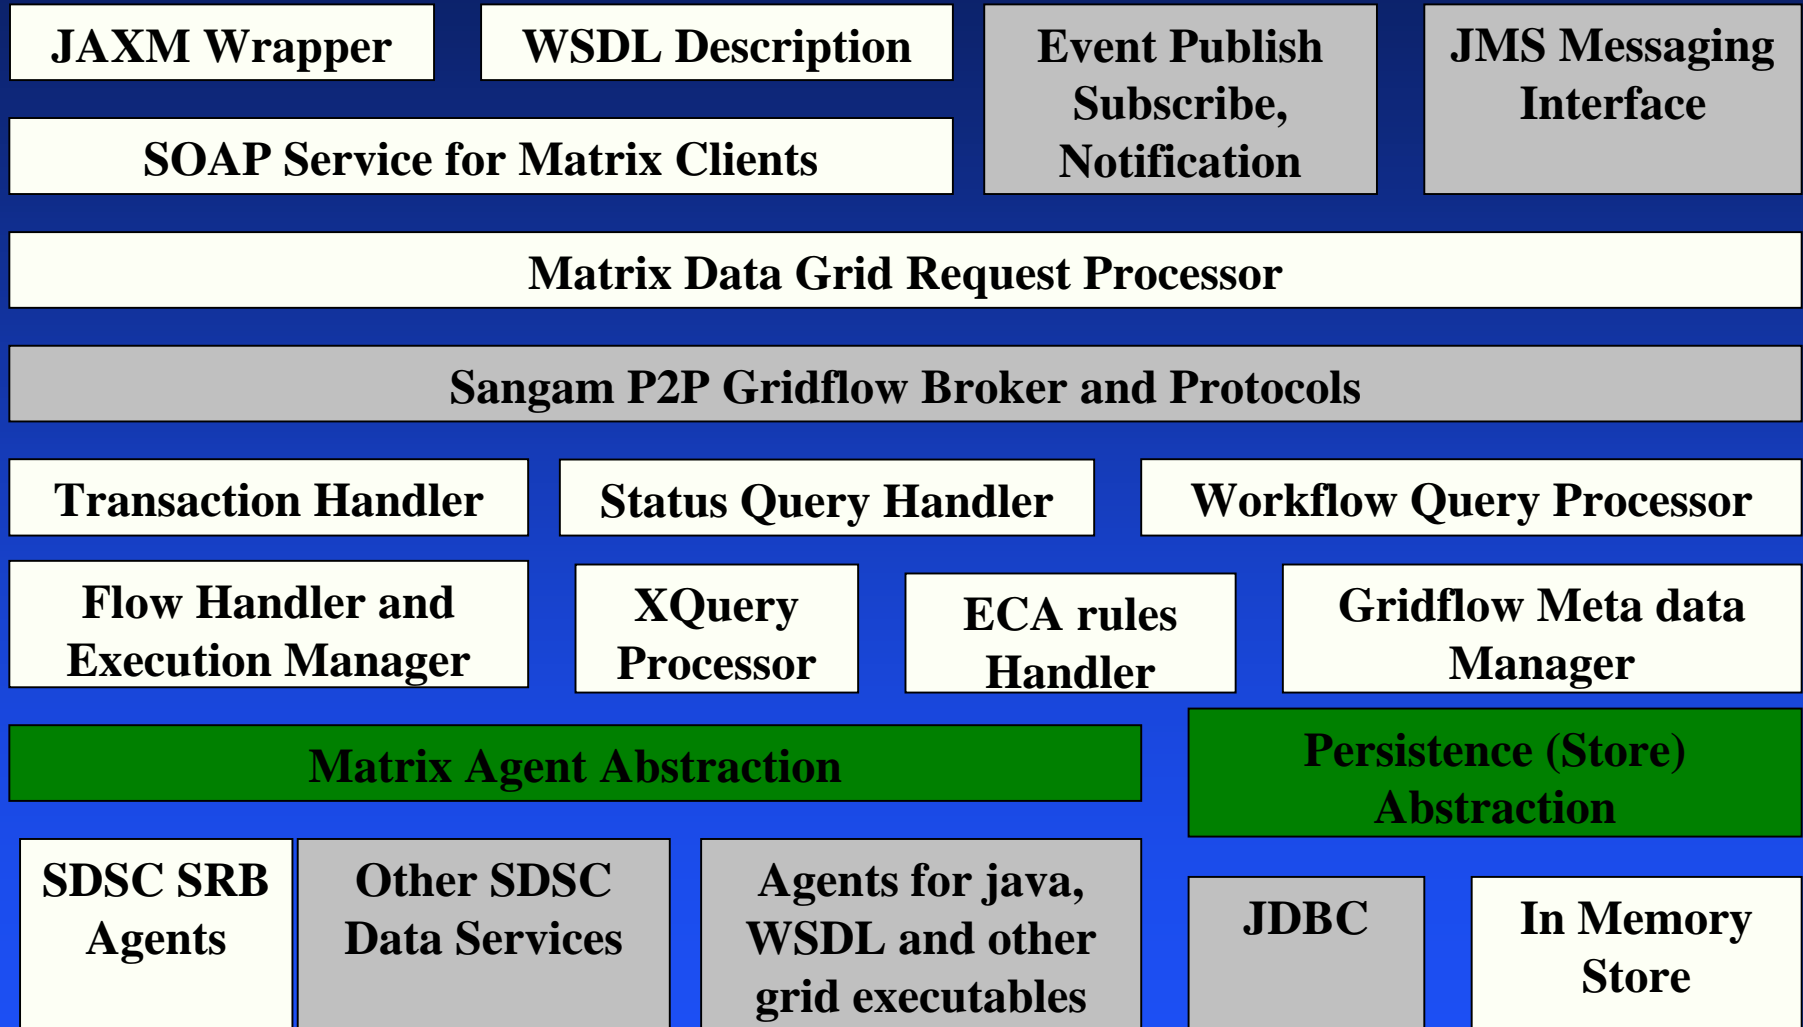 JAXM Wrapper
WSDL Description
Event Publish
Subscribe,
Notification
JMS Messaging
Interface
SOAP Service for Matrix Clients
Matrix Data Grid Request Processor
Sangam P2P Gridflow Broker and Protocols
Transaction Handler
Status Query Handler
Workflow Query Processor
Flow Handler and
Execution Manager
XQuery
Processor
ECA rules
Handler
Gridflow Meta data
Manager
Matrix Agent Abstraction
Persistence (Store)
Abstraction
SDSC SRB
Agents
Other SDSC
Data Services
Agents for java,
WSDL and other
grid executables
JDBC
In Memory
Store